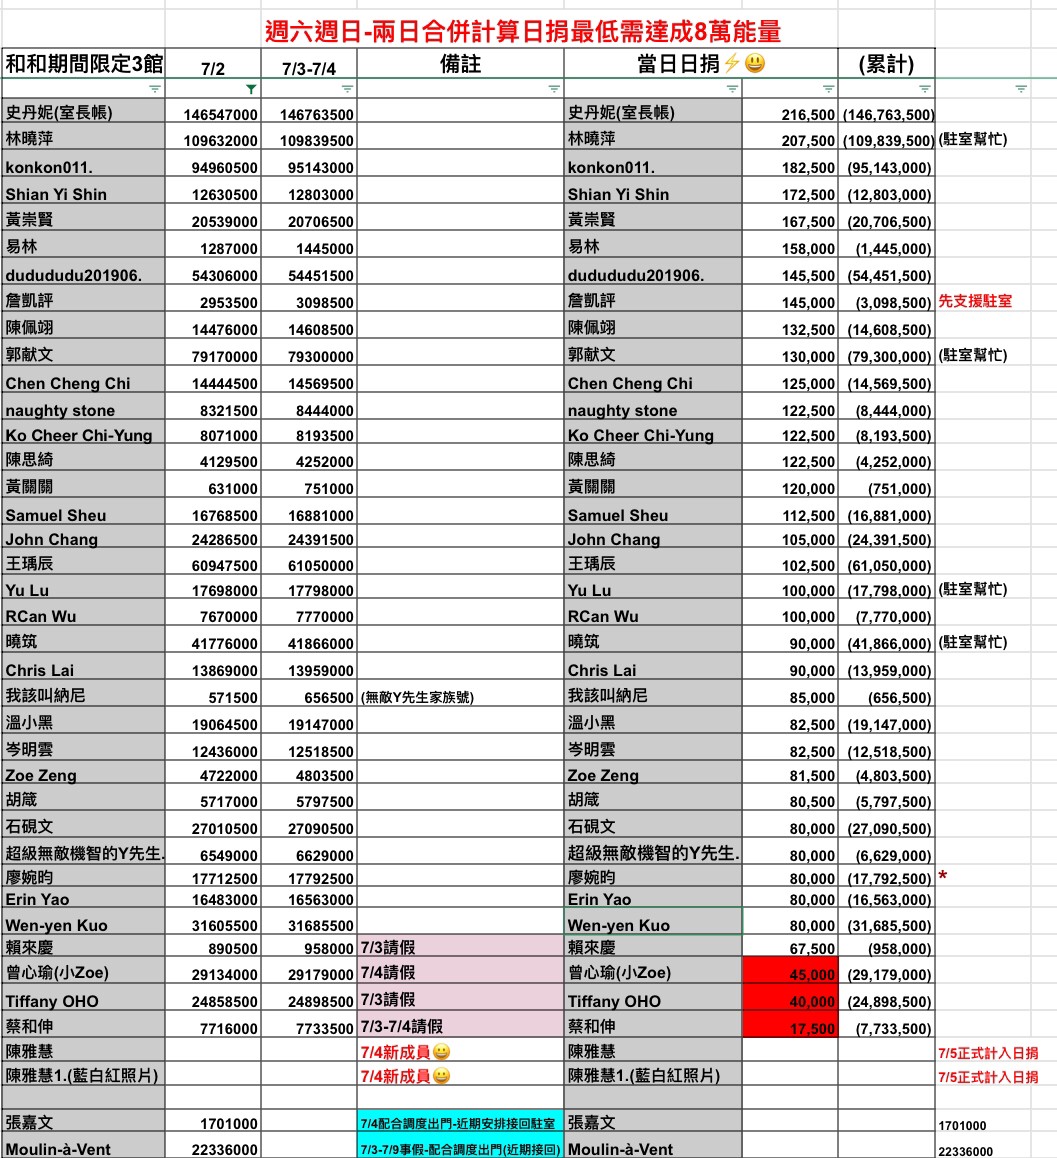 週六週日-兩日合併計算日捐最低需達成8萬能量
和和期間限定3館 7/2 7/3-7/4 備註 當日日捐⚡😃 (累計)
史丹妮(室長帳) 146547000 146763500 史丹妮(室長帳) 216,500 (146,763,500)
林曉萍 109632000 109839500 林曉萍 207,500 (109,839,500) (駐室幫忙)
konkon011. 94960500 95143000 konkon011. 182,500 (95,143,000)
Shian Yi Shin 12630500 12803000 Shian Yi Shin 172,500 (12,803,000)
黃崇賢 20539000 20706500 黃崇賢 167,500 (20,706,500)
易林 1287000 1445000 易林 158,000 (1,445,000)
dudududu201906. 54306000 54451500 dudududu201906. 145,500 (54,451,500)
詹凱評 2953500 3098500 詹凱評 145,000 (3,098,500) 先支援駐室
陳佩翊 14476000 14608500 陳佩翊 132,500 (14,608,500)
郭献文 79170000 79300000 郭献文 130,000 (79,300,000) (駐室幫忙)
Chen Cheng Chi 14444500 14569500 Chen Cheng Chi 125,000 (14,569,500)
naughty stone 8321500 8444000 naughty stone 122,500 (8,444,000)
Ko Cheer Chi-Yung 8071000 8193500 Ko Cheer Chi-Yung 122,500 (8,193,500)
陳思綺 4129500 4252000 陳思綺 122,500 (4,252,000)
黃關關 631000 751000 黃關關 120,000 (751,000)
Samuel Sheu 16768500 16881000 Samuel Sheu 112,500 (16,881,000)
John Chang 24286500 24391500 John Chang 105,000 (24,391,500)
王瑀辰 60947500 61050000 王瑀辰 102,500 (61,050,000)
Yu Lu 17698000 17798000 Yu Lu 100,000 (17,798,000) (駐室幫忙)
RCan Wu 7670000 7770000 RCan Wu 100,000 (7,770,000)
曉筑 41776000 41866000 曉筑 90,000 (41,866,000) (駐室幫忙)
Chris Lai 13869000 13959000 Chris Lai 90,000 (13,959,000)
我該叫納尼 571500 656500 (無敵Y先生家族號) 我該叫納尼 85,000 (656,500)
溫小黑 19064500 19147000 溫小黑 82,500 (19,147,000)
岑明雲 12436000 12518500 岑明雲 82,500 (12,518,500)
Zoe Zeng 4722000 4803500 Zoe Zeng 81,500 (4,803,500)
胡箴 5717000 5797500 胡箴 80,500 (5,797,500)
石硯文 27010500 27090500 石硯文 80,000 (27,090,500)
超級無敵機智的Y先生. 6549000 6629000 超級無敵機智的Y先生. 80,000 (6,629,000)
廖婉昀 17712500 17792500 廖婉昀 80,000 (17,792,500) *
Erin Yao 16483000 16563000 Erin Yao 80,000 (16,563,000)
Wen-yen Kuo 31605500 31685500 Wen-yen Kuo 80,000 (31,685,500)
賴來慶 890500 958000 7/3請假 賴來慶 67,500 (958,000)
曾心瑜(小Zoe) 29134000 29179000 7/4請假 曾心瑜(小Zoe) 45,000 (29,179,000)
Tiffany OHO 24858500 24898500 7/3請假 Tiffany OHO 40,000 (24,898,500)
蔡和伸 7716000 7733500 7/3-7/4請假 蔡和伸 17,500 (7,733,500)
陳雅慧 7/4新成員😀 陳雅慧 7/5正式計入日捐
陳雅慧1.(藍白紅照片) 7/4新成員😀 陳雅慧1.(藍白紅照片) 7/5正式計入日捐
張嘉文 1701000 7/4配合調度出門-近期安排接回駐室 張嘉文 1701000
Moulin-à-Vent 22336000 7/3-7/9事假-配合調度出門(近期接回) Moulin-à-Vent 22336000